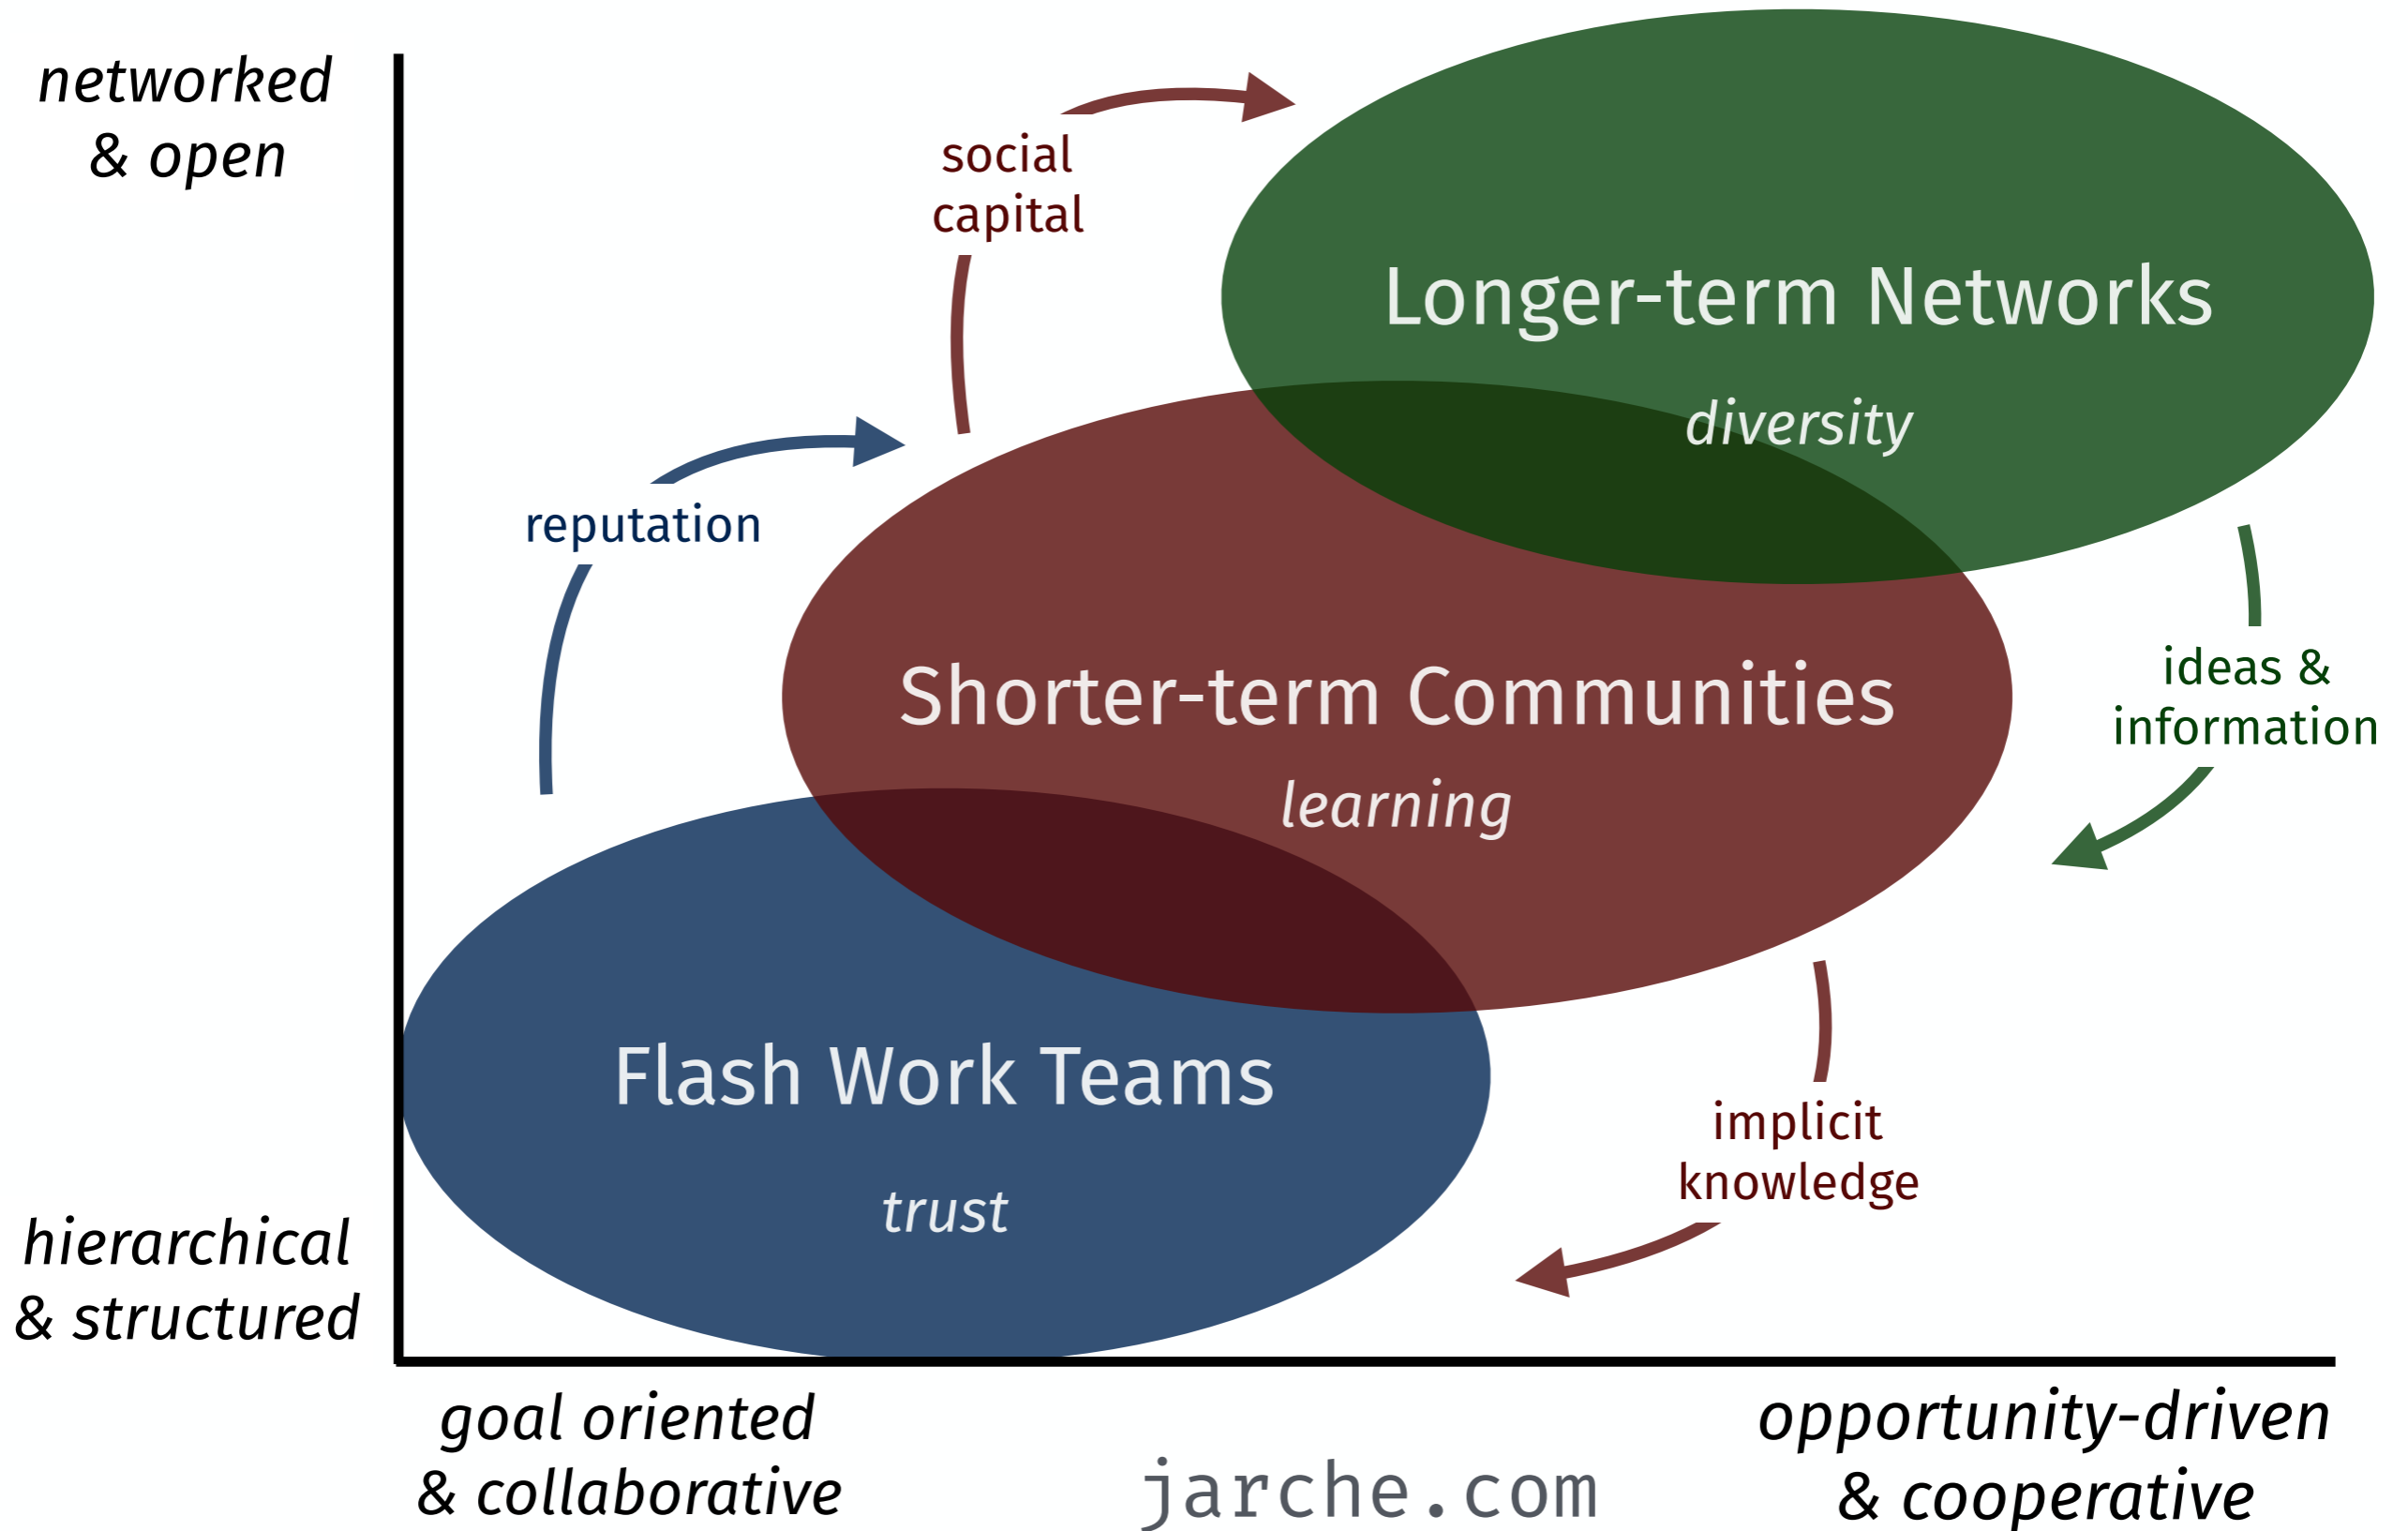 networked
& open
social
capital
Longer-term Networks
diversity
reputation
Shorter-term Communities
learning
ideas &
information
Flash Work Teams
trust
implicit
knowledge
hierarchical
& structured
goal oriented
& collaborative
jarche.com
opportunity-driven
& cooperative